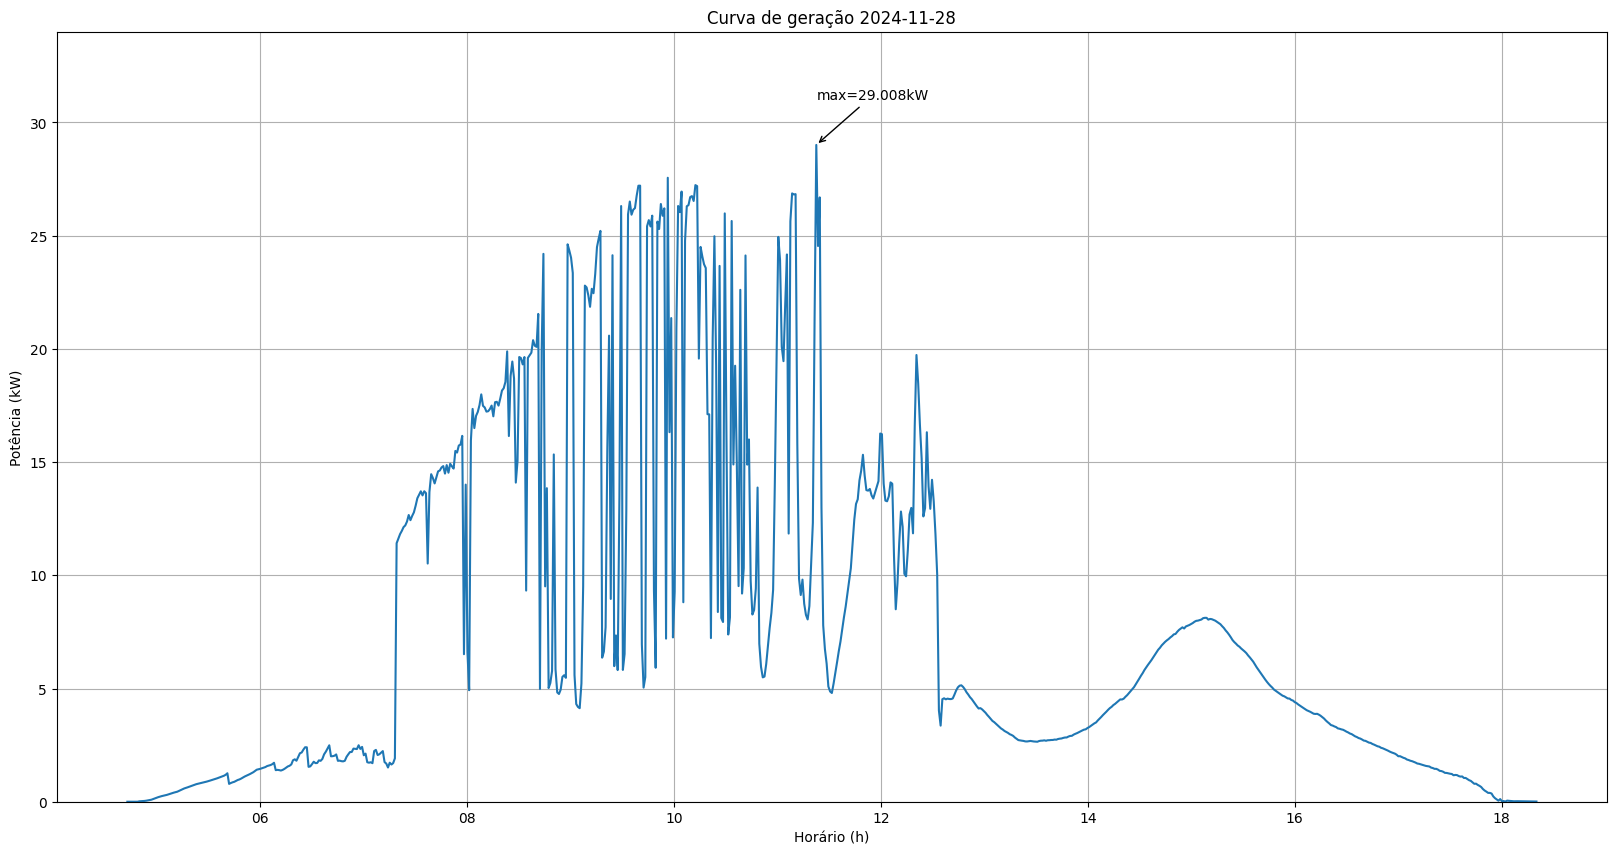 Curva de geração 2024-11-28
max=29.008kW
Potência (kW)
30
25
20
15
10
5
0
06 08 10 12 14 16 18
Horário (h)